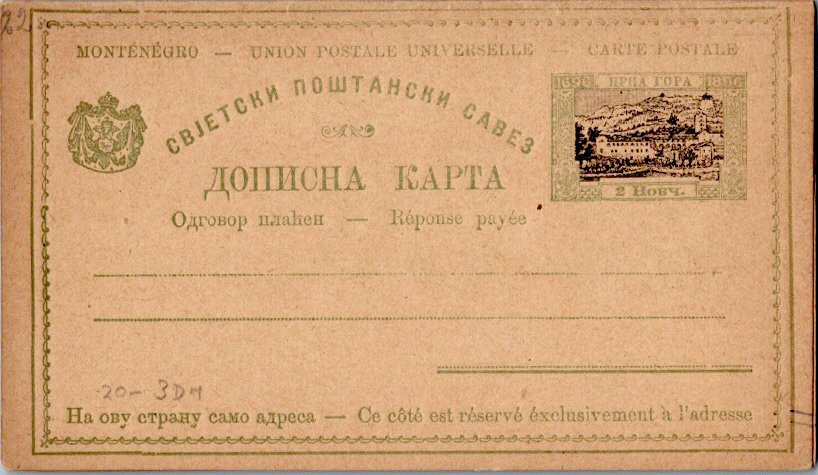 22
MONTÉNÉGRO — UNION POSTALE UNIVERSELLE — CARTE POSTALE
СВЈЕТСКИ ПОШТАНСКИ САВЕЗ
1696 ЦРНА ГОРА 1896
ДОПИСНА КАРТА
2 Новч.
Одговор плаћен — Réponse payée
20— 3DM
На ову страну само адреса — Ce côté est réservé exclusivement à l'adresse